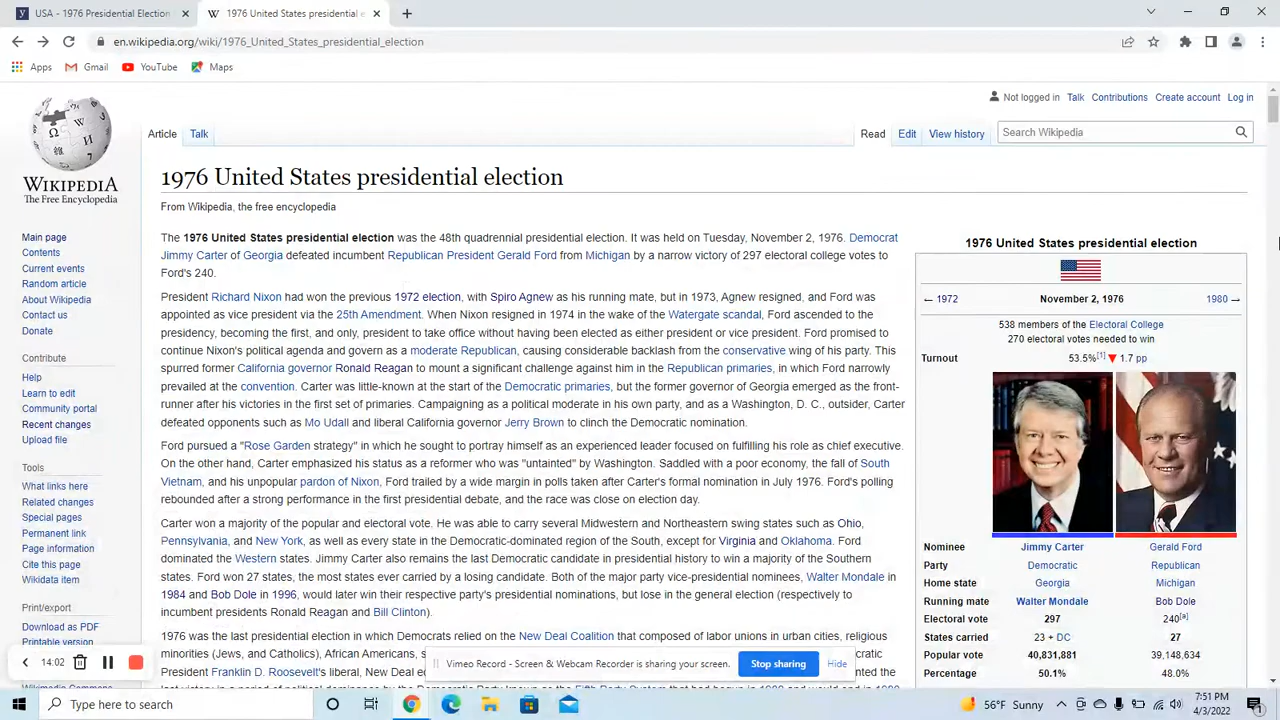 USA - 1976 Presidential Election
1976 United States presidential e
en.wikipedia.org/wiki/1976_United_States_presidential_election
Apps Gmail YouTube Maps
Not logged in Talk Contributions Create account Log in
Article Talk Read Edit View history Search Wikipedia
WIKIPEDIA
The Free Encyclopedia
Main page
Contents
Current events
Random article
About Wikipedia
Contact us
Donate
Contribute
Help
Learn to edit
Community portal
Recent changes
Upload file
Tools
What links here
Related changes
Special pages
Permanent link
Page information
Cite this page
Wikidata item
Print/export
Download as PDF
Printable version
1976 United States presidential election
From Wikipedia, the free encyclopedia
The 1976 United States presidential election was the 48th quadrennial presidential election. It was held on Tuesday, November 2, 1976. Democrat
Jimmy Carter of Georgia defeated incumbent Republican President Gerald Ford from Michigan by a narrow victory of 297 electoral college votes to
Ford's 240.
President Richard Nixon had won the previous 1972 election, with Spiro Agnew as his running mate, but in 1973, Agnew resigned, and Ford was
appointed as vice president via the 25th Amendment. When Nixon resigned in 1974 in the wake of the Watergate scandal, Ford ascended to the
presidency, becoming the first, and only, president to take office without having been elected as either president or vice president. Ford promised to
continue Nixon's political agenda and govern as a moderate Republican, causing considerable backlash from the conservative wing of his party. This
spurred former California governor Ronald Reagan to mount a significant challenge against him in the Republican primaries, in which Ford narrowly
prevailed at the convention. Carter was little-known at the start of the Democratic primaries, but the former governor of Georgia emerged as the front-
runner after his victories in the first set of primaries. Campaigning as a political moderate in his own party, and as a Washington, D. C., outsider, Carter
defeated opponents such as Mo Udall and liberal California governor Jerry Brown to clinch the Democratic nomination.
Ford pursued a "Rose Garden strategy" in which he sought to portray himself as an experienced leader focused on fulfilling his role as chief executive.
On the other hand, Carter emphasized his status as a reformer who was "untainted" by Washington. Saddled with a poor economy, the fall of South
Vietnam, and his unpopular pardon of Nixon, Ford trailed by a wide margin in polls taken after Carter's formal nomination in July 1976. Ford's polling
rebounded after a strong performance in the first presidential debate, and the race was close on election day.
Carter won a majority of the popular and electoral vote. He was able to carry several Midwestern and Northeastern swing states such as Ohio,
Pennsylvania, and New York, as well as every state in the Democratic-dominated region of the South, except for Virginia and Oklahoma. Ford
dominated the Western states. Jimmy Carter also remains the last Democratic candidate in presidential history to win a majority of the Southern
states. Ford won 27 states, the most states ever carried by a losing candidate. Both of the major party vice-presidential nominees, Walter Mondale in
1984 and Bob Dole in 1996, would later win their respective party's presidential nominations, but lose in the general election (respectively to
incumbent presidents Ronald Reagan and Bill Clinton).
1976 was the last presidential election in which Democrats relied on the New Deal Coalition that composed of labor unions in urban cities, religious
minorities (Jews, and Catholics), African Americans,
President Franklin D. Roosevelt's liberal, New Deal
1976 United States presidential election
← 1972 November 2, 1976 1980 →
538 members of the Electoral College
270 electoral votes needed to win
Turnout 53.5%[1] ▼ 1.7 pp
Nominee Jimmy Carter Gerald Ford
Party Democratic Republican
Home state Georgia Michigan
Running mate Walter Mondale Bob Dole
Electoral vote 297 240[a]
States carried 23 + DC 27
Popular vote 40,831,881 39,148,634
Percentage 50.1% 48.0%
14:02
Vimeo Record - Screen & Webcam Recorder is sharing your screen. Stop sharing Hide
Type here to search
56°F Sunny
7:51 PM
4/3/2022
1